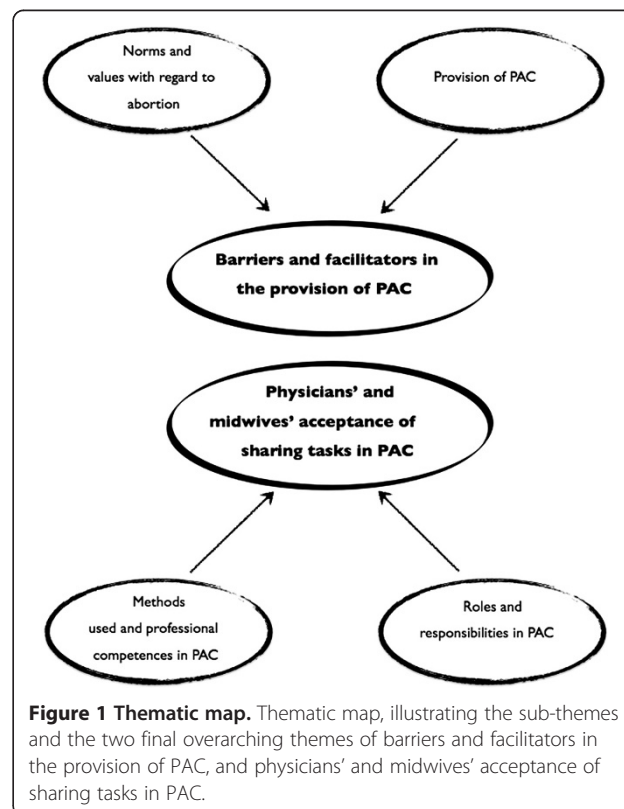 Norms and
values with regard to
abortion
Provision of PAC
Barriers and facilitators in
the provision of PAC
Physicians’ and
midwives’ acceptance of
sharing tasks in PAC
Methods
used and professional
competences in PAC
Roles and
responsibilities in PAC
Figure 1 Thematic map. Thematic map, illustrating the sub-themes
and the two final overarching themes of barriers and facilitators in
the provision of PAC, and physicians’ and midwives’ acceptance of
sharing tasks in PAC.